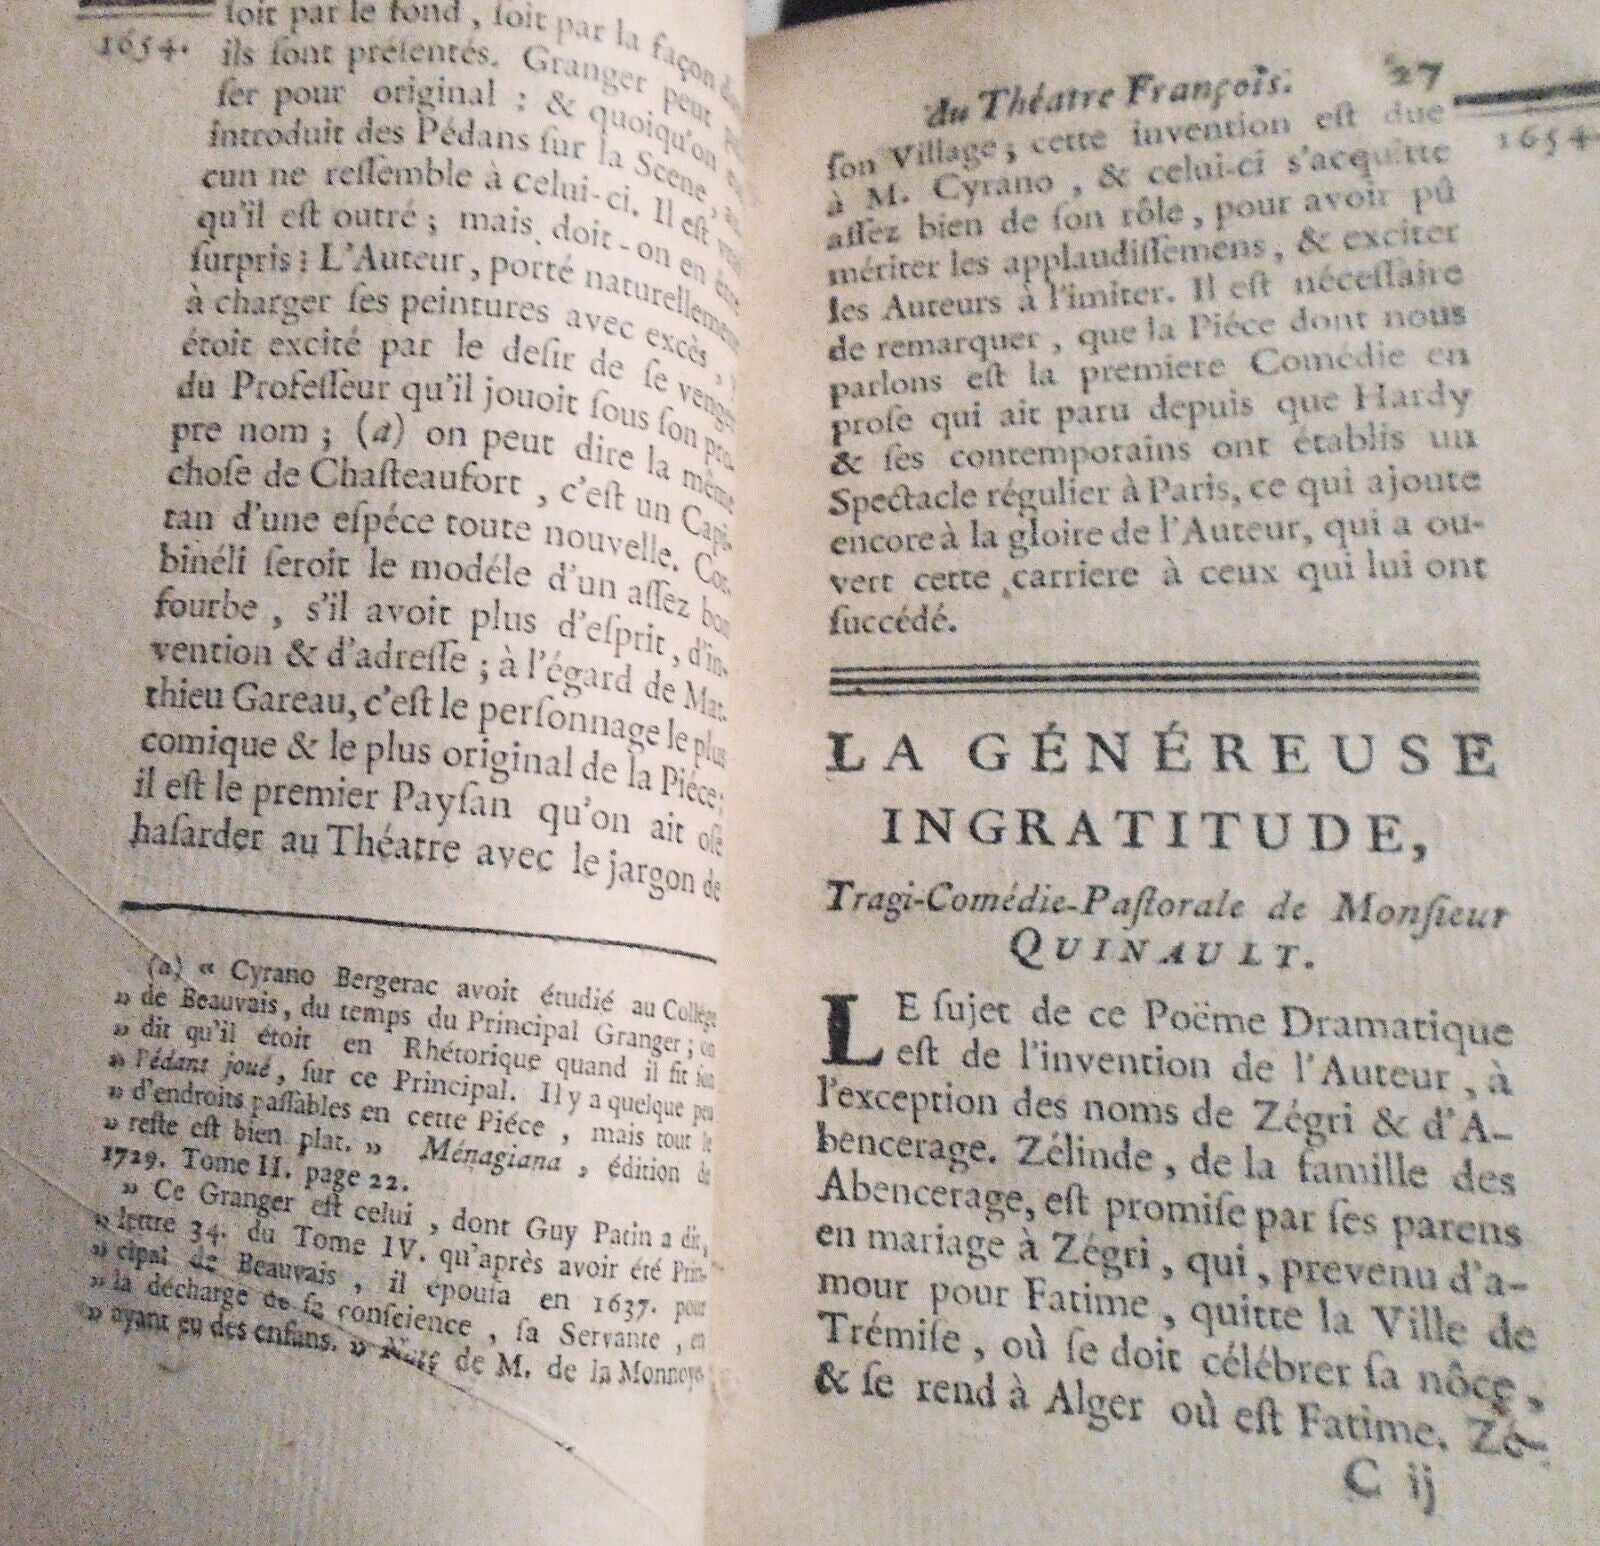 1654.
soit par le fond, soit par la façon dont
ils sont présentés. Granger peut pas-
ser pour original : & quoiqu'on eût
introduit des Pédans sur la Scene, au-
cun ne ressemble à celui-ci. Il est vrai
qu'il est outré ; mais doit-on en être
surpris : L'Auteur, porté naturellement
à charger ses peintures avec excès,
étoit excité par le desir de se venger
du Professeur qu'il jouoit sous son pro-
pre nom ; (a) on peut dire la même
chose de Chasteaufort, c'est un Capi-
tan d'une espéce toute nouvelle. Cor-
binéli seroit le modéle d'un assez bon
fourbe, s'il avoit plus d'esprit, d'in-
vention & d'adresse ; à l'égard de Mat-
thieu Gareau, c'est le personnage le plus
comique & le plus original de la Piéce ;
il est le premier Paysan qu'on ait osé
hasarder au Théatre avec le jargon de
(a) « Cyrano Bergerac avoit étudié au Collége
» de Beauvais, du temps du Principal Granger ; on
» dit qu'il étoit en Rhétorique quand il fit son
» Pédant joué, sur ce Principal. Il y a quelque peu
» d'endroits passables en cette Piéce, mais tout le
» reste est bien plat. » Ménagiana, édition de
1729. Tome II. page 22.
» Ce Granger est celui, dont Guy Patin a dit,
» lettre 34. du Tome IV. qu'après avoir été Prin-
» cipal de Beauvais, il épousa en 1637. pour
» la décharge de sa conscience, sa Servante, en
» ayant eu des enfans. » Note de M. de la Monnoye
du Théatre François. 27
1654.
son Village ; cette invention est due
à M. Cyrano, & celui-ci s'acquitte
assez bien de son rôle, pour avoir pû
mériter les applaudissemens, & exciter
les Auteurs à l'imiter. Il est nécessaire
de remarquer, que la Piéce dont nous
parlons est la premiere Comédie en
prose qui ait paru depuis que Hardy
& ses contemporains ont établis un
Spectacle régulier à Paris, ce qui ajoute
encore à la gloire de l'Auteur, qui a ou-
vert cette carriere à ceux qui lui ont
succédé.
LA GÉNÉREUSE
INGRATITUDE,
Tragi-Comédie-Pastorale de Monsieur
QUINAULT.
LE sujet de ce Poëme Dramatique
est de l'invention de l'Auteur, à
l'exception des noms de Zégri & d'A-
bencerage. Zélinde, de la famille des
Abencerage, est promise par ses parens
en mariage à Zégri, qui, prevenu d'a-
mour pour Fatime, quitte la Ville de
Trémise, où se doit célébrer sa nôce,
& se rend à Alger où est Fatime. Zé-
C ij